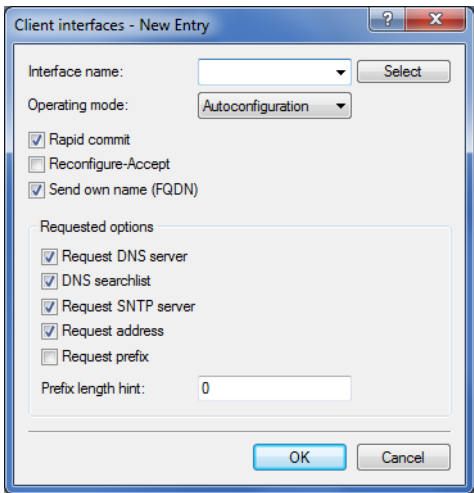 Client interfaces - New Entry
?
Interface name:
Select
Operating mode:
Autoconfiguration
Rapid commit
Reconfigure-Accept
Send own name (FQDN)
Requested options
Request DNS server
DNS searchlist
Request SNTP server
Request address
Request prefix
Prefix length hint:
0
OK
Cancel